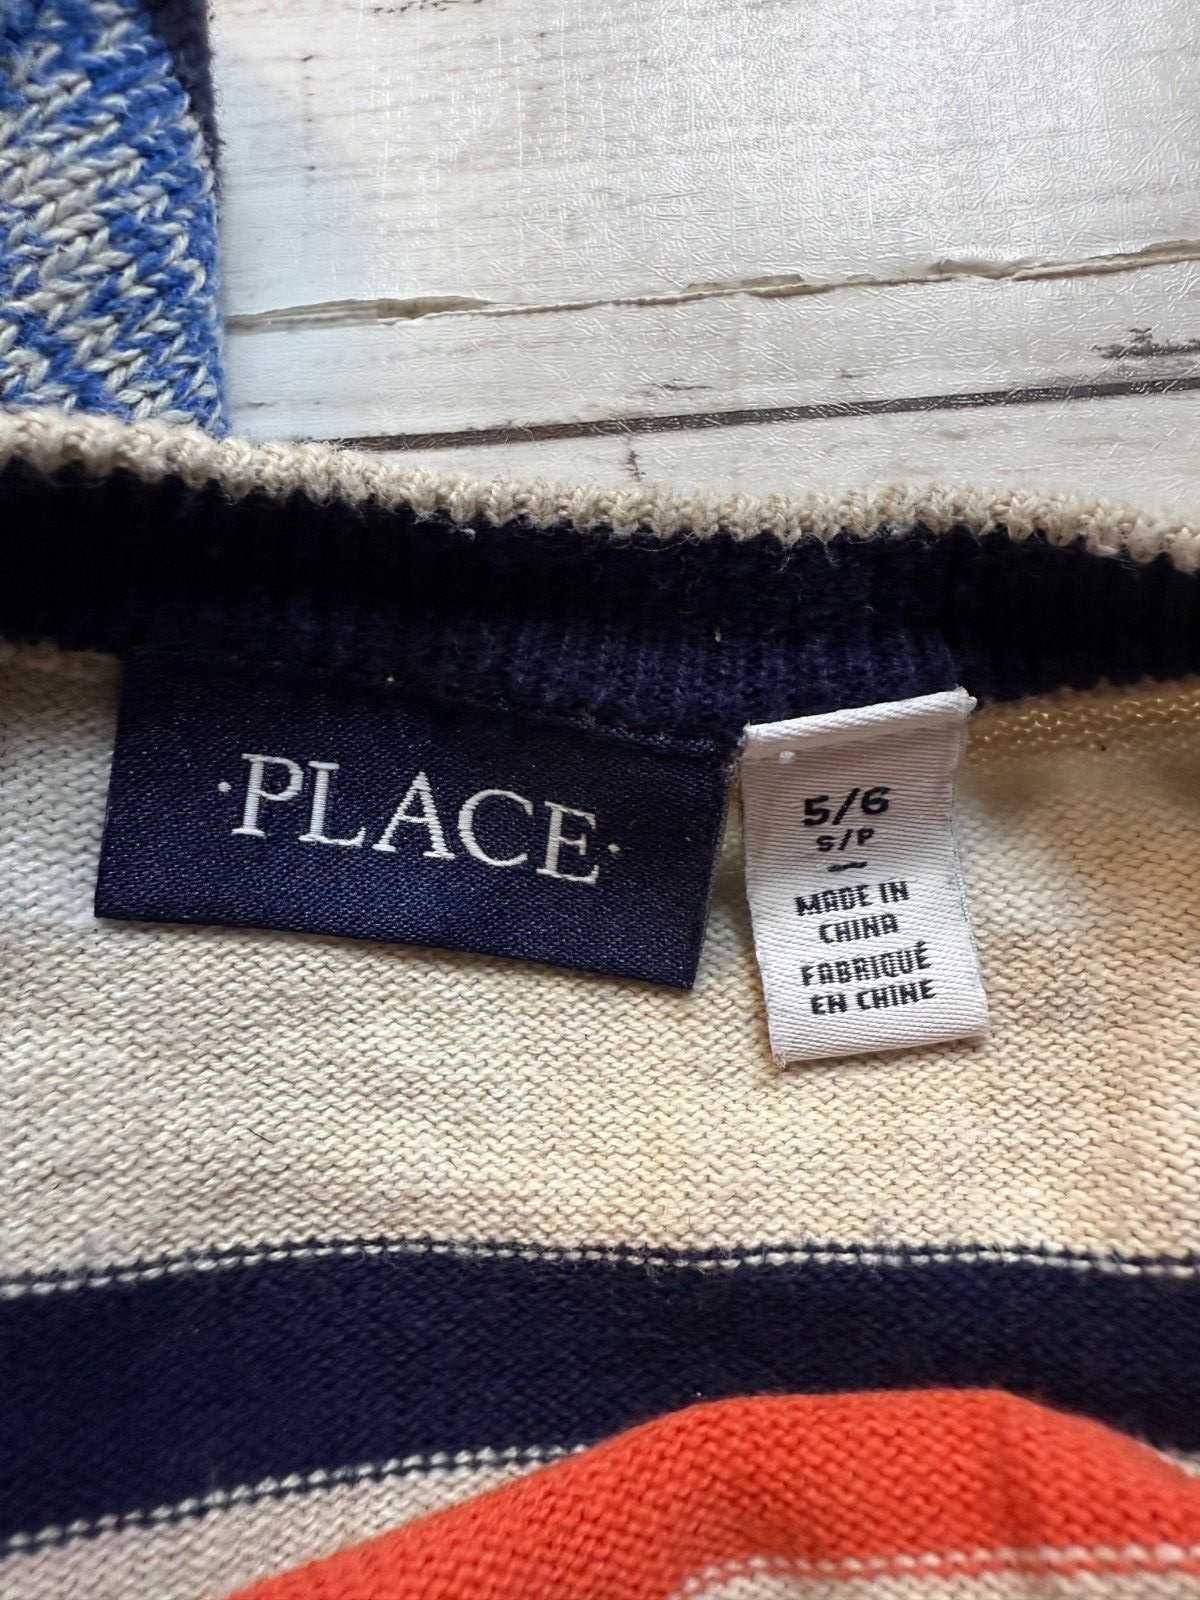 ·PLACE·
5/6
S/P
—
MADE IN
CHINA
FABRIQUÉ
EN CHINE